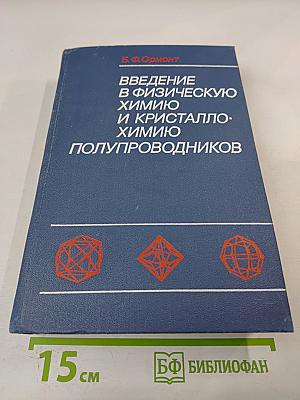 Б.Ф.Ормонт
ВВЕДЕНИЕ
В ФИЗИЧЕСКУЮ
ХИМИЮ
И КРИСТАЛЛО-
ХИМИЮ
ПОЛУПРОВОДНИКОВ
15 см
БФ БИБЛИОФАН